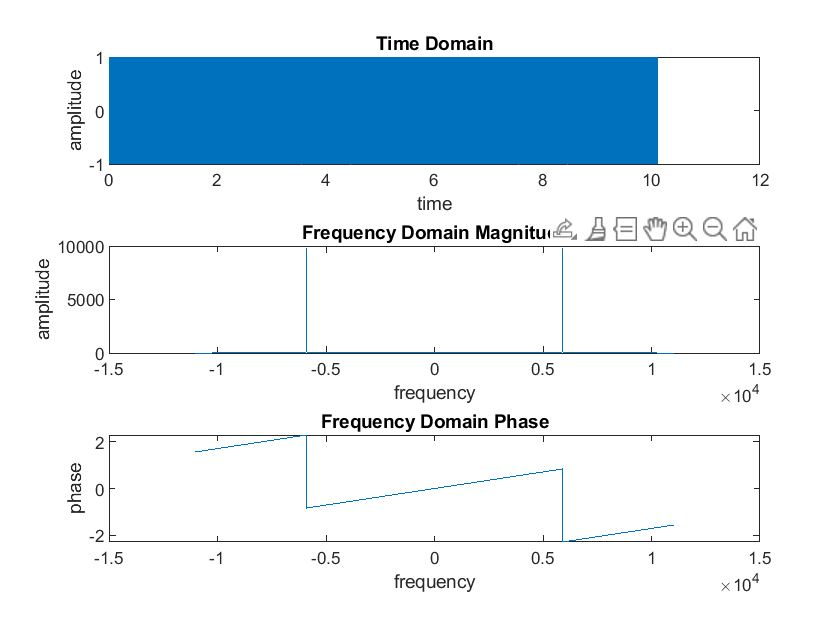 Time Domain
1
0
-1
amplitude
0 2 4 6 8 10 12
time
Frequency Domain Magnitu
10000
5000
0
amplitude
-1.5 -1 -0.5 0 0.5 1 1.5
frequency
×10⁴
Frequency Domain Phase
2
0
-2
phase
-1.5 -1 -0.5 0 0.5 1 1.5
frequency
×10⁴